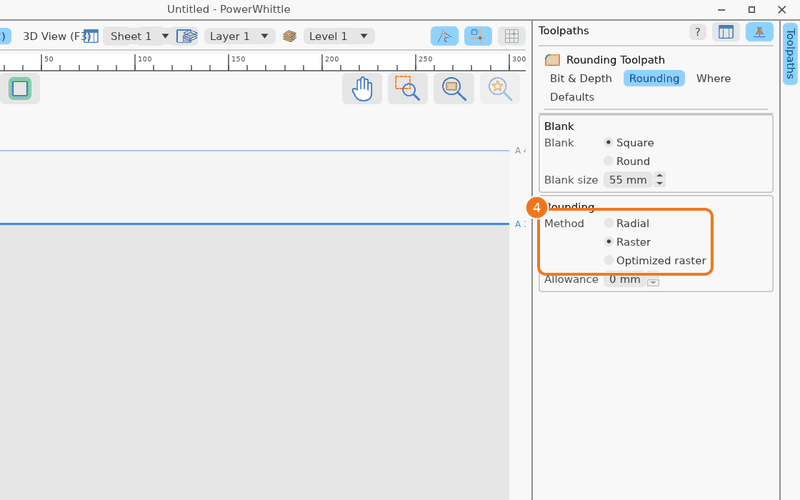 Untitled - PowerWhittle
3D View (F3) Sheet 1 Layer 1 Level 1
50 100 150 200 250 300
A
A
Toolpaths
?
Toolpaths
Rounding Toolpath
Bit & Depth Rounding Where
Defaults
Blank
Blank Square
Round
Blank size 55 mm
4 Rounding
Method Radial
Raster
Optimized raster
Allowance 0 mm